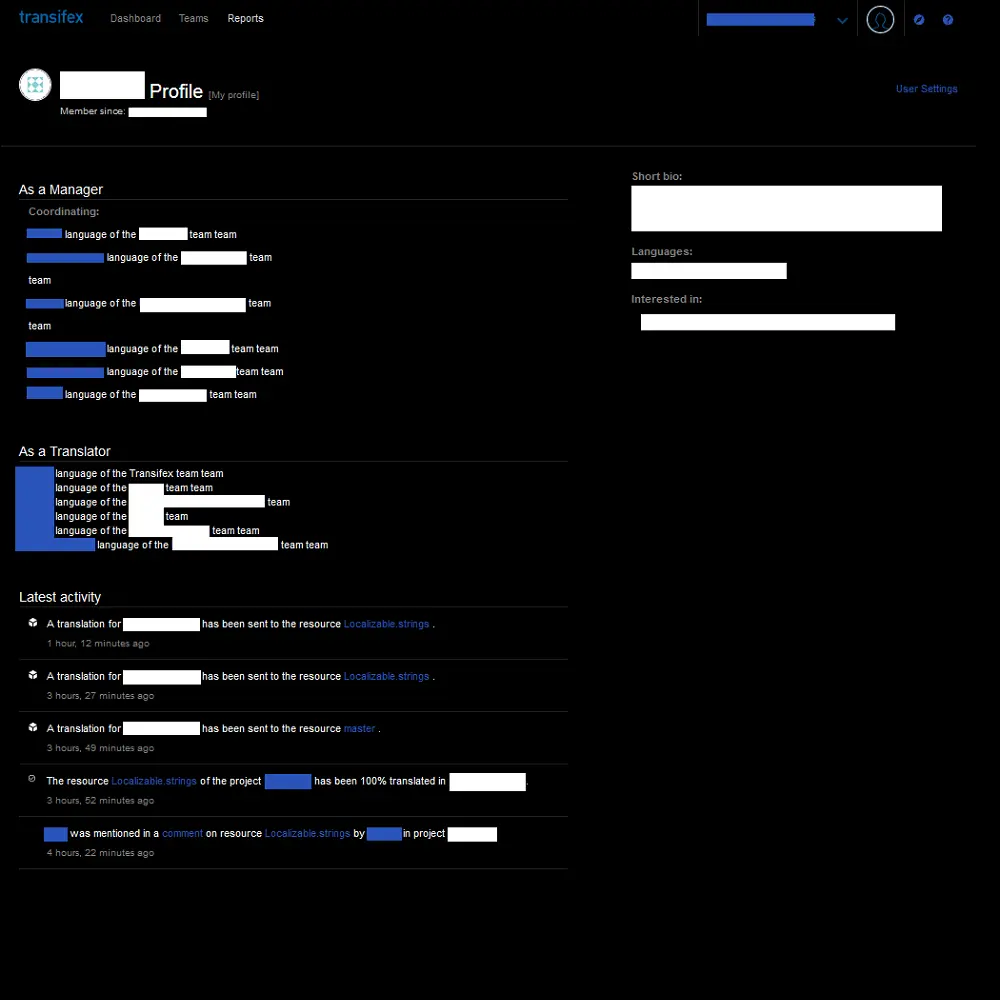 transifex Dashboard Teams Reports
Profile [My profile]
User Settings
Member since:
As a Manager
Coordinating:
language of the team team
language of the team
team
language of the team
team
language of the team team
language of the team team
language of the team team
Short bio:
Languages:
Interested in:
As a Translator
language of the Transifex team team
language of the team team
language of the team
language of the team
language of the team team
language of the team team
Latest activity
A translation for has been sent to the resource Localizable.strings .
1 hour, 12 minutes ago
A translation for has been sent to the resource Localizable.strings .
3 hours, 27 minutes ago
A translation for has been sent to the resource master .
3 hours, 49 minutes ago
The resource Localizable.strings of the project has been 100% translated in .
3 hours, 52 minutes ago
was mentioned in a comment on resource Localizable.strings by in project
4 hours, 22 minutes ago